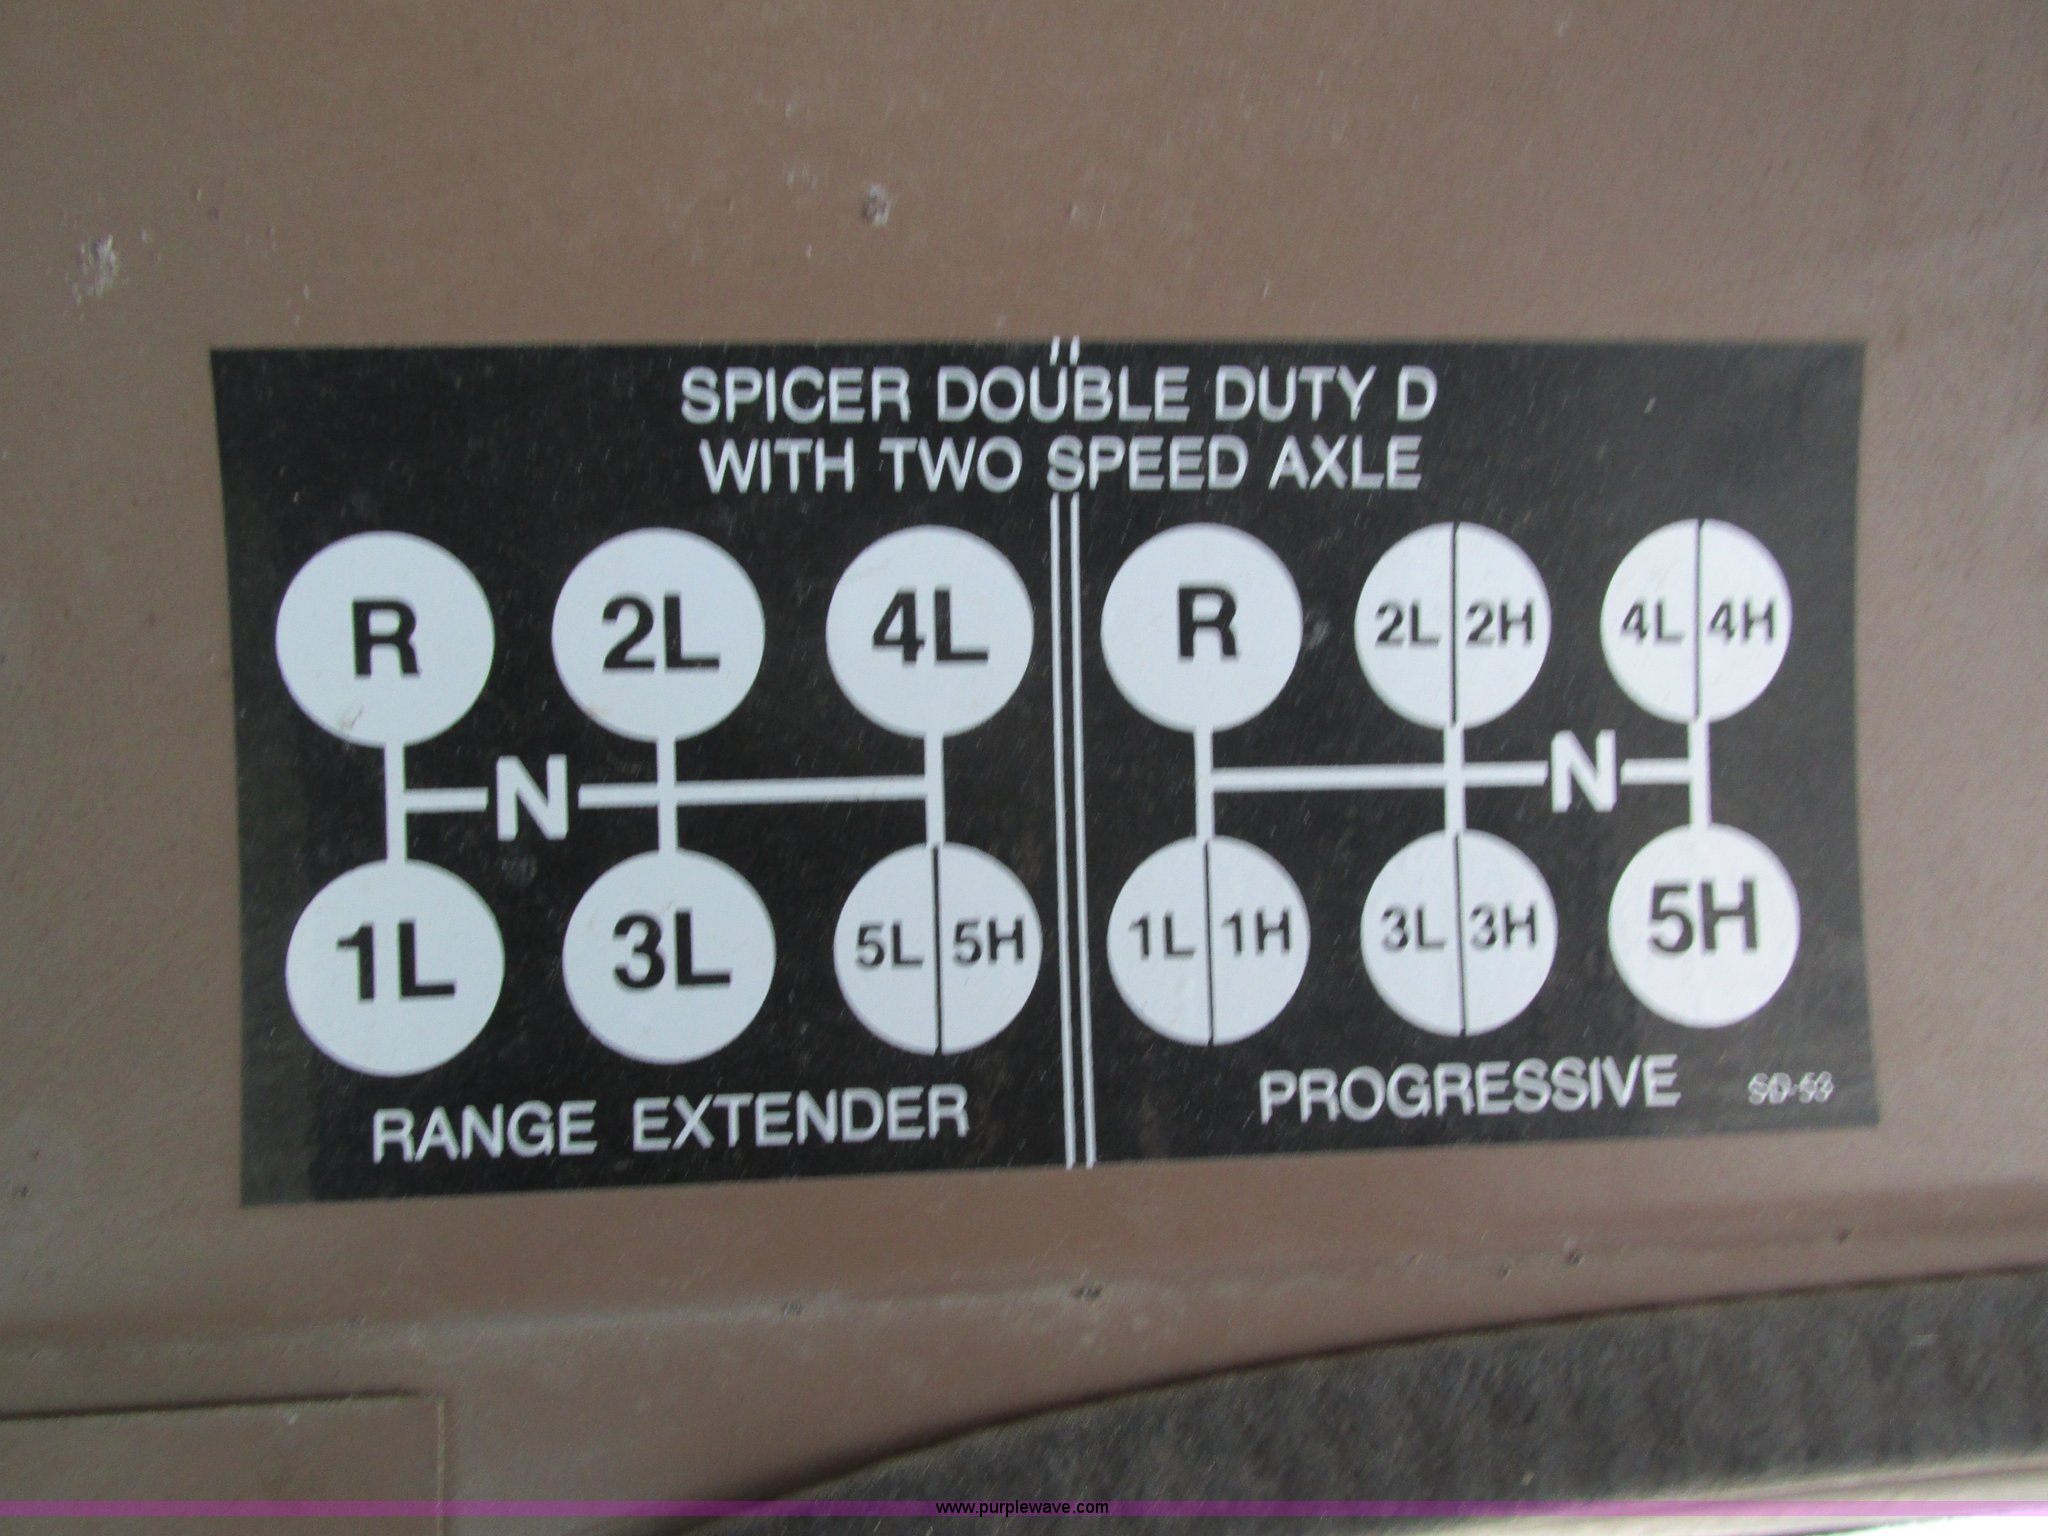 SPICER DOUBLE DUTY D
WITH TWO SPEED AXLE
R 2L 4L
N
1L 3L 5L 5H
RANGE EXTENDER
R 2L 2H 4L 4H
N
1L 1H 3L 3H 5H
PROGRESSIVE SD-53
www.purplewave.com